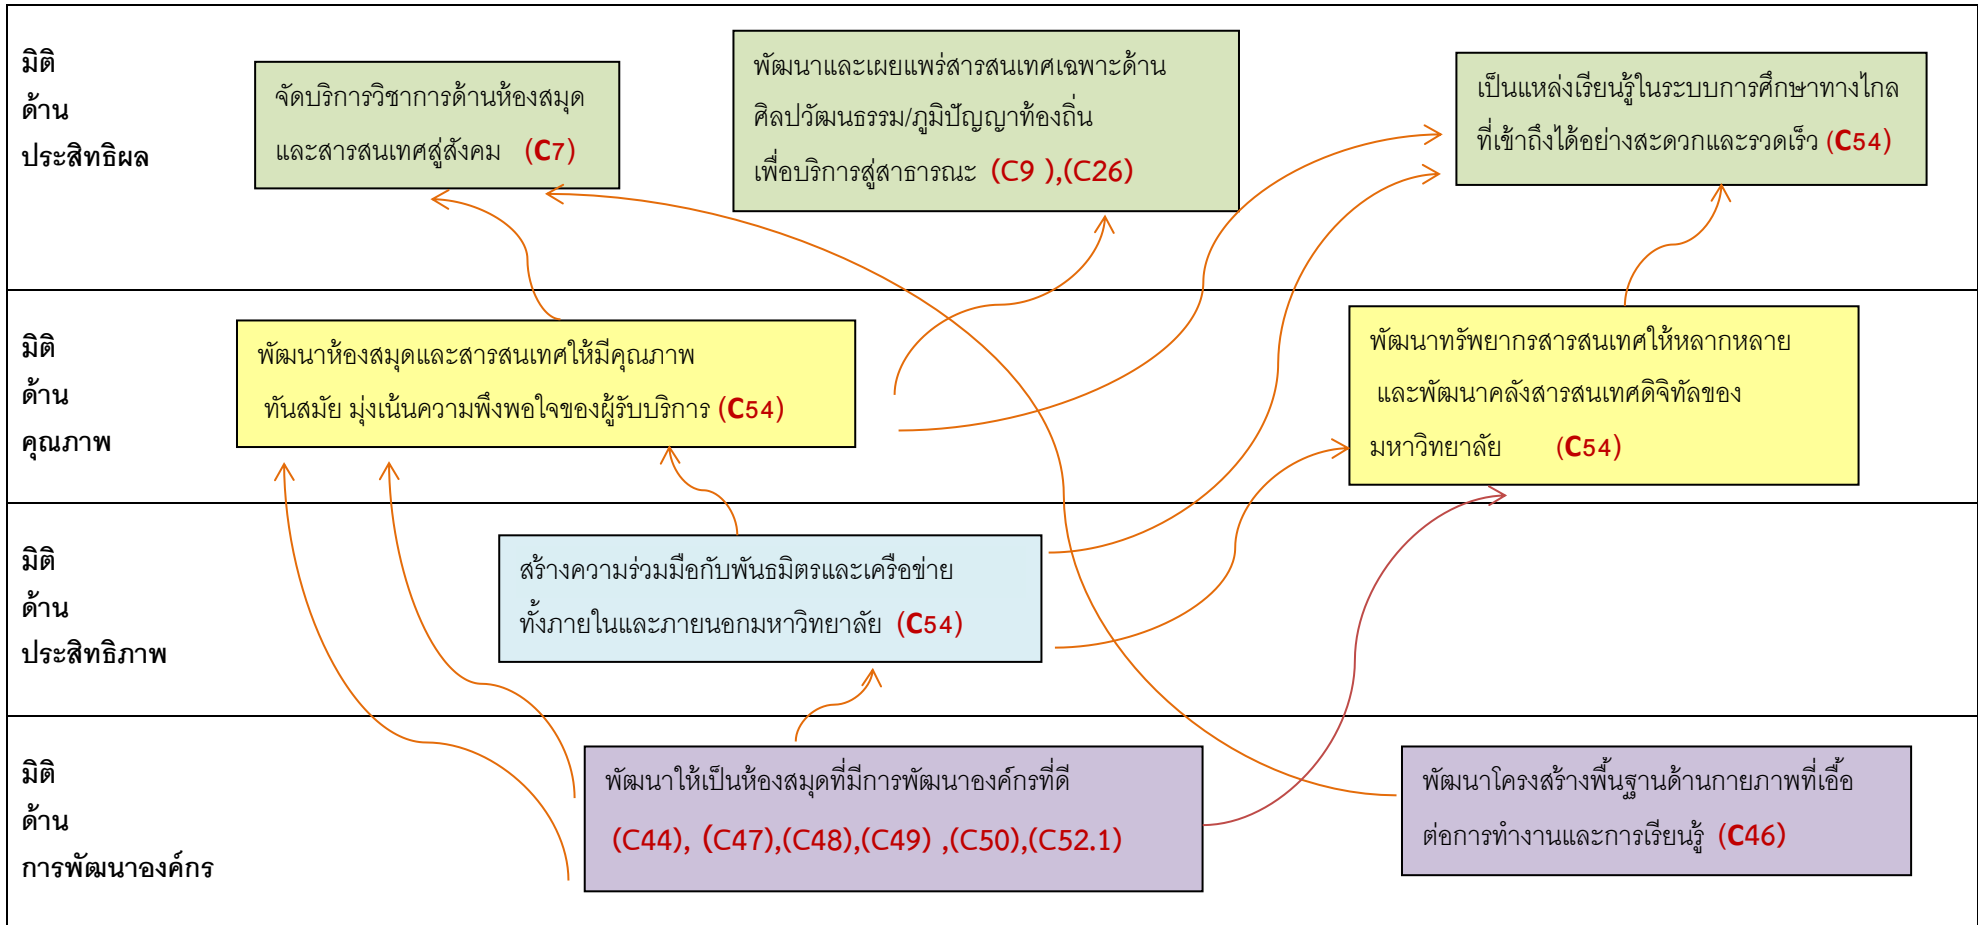 มิติ
ด้าน
ประสิทธิผล
จัดบริการวิชาการด้านห้องสมุด
และสารสนเทศสู่สังคม (C7)
พัฒนาและเผยแพร่สารสนเทศเฉพาะด้าน
ศิลปวัฒนธรรม/ภูมิปัญญาท้องถิ่น
เพื่อบริการสู่สาธารณะ (C9 ),(C26)
เป็นแหล่งเรียนรู้ในระบบการศึกษาทางไกล
ที่เข้าถึงได้อย่างสะดวกและรวดเร็ว (C54)
มิติ
ด้าน
คุณภาพ
พัฒนาห้องสมุดและสารสนเทศให้มีคุณภาพ
ทันสมัย มุ่งเน้นความพึงพอใจของผู้รับบริการ (C54)
พัฒนาทรัพยากรสารสนเทศให้หลากหลาย
และพัฒนาคลังสารสนเทศดิจิทัลของ
มหาวิทยาลัย (C54)
มิติ
ด้าน
ประสิทธิภาพ
สร้างความร่วมมือกับพันธมิตรและเครือข่าย
ทั้งภายในและภายนอกมหาวิทยาลัย (C54)
มิติ
ด้าน
การพัฒนาองค์กร
พัฒนาให้เป็นห้องสมุดที่มีการพัฒนาองค์กรที่ดี
(C44), (C47),(C48),(C49) ,(C50),(C52.1)
พัฒนาโครงสร้างพื้นฐานด้านกายภาพที่เอื้อ
ต่อการทำงานและการเรียนรู้ (C46)